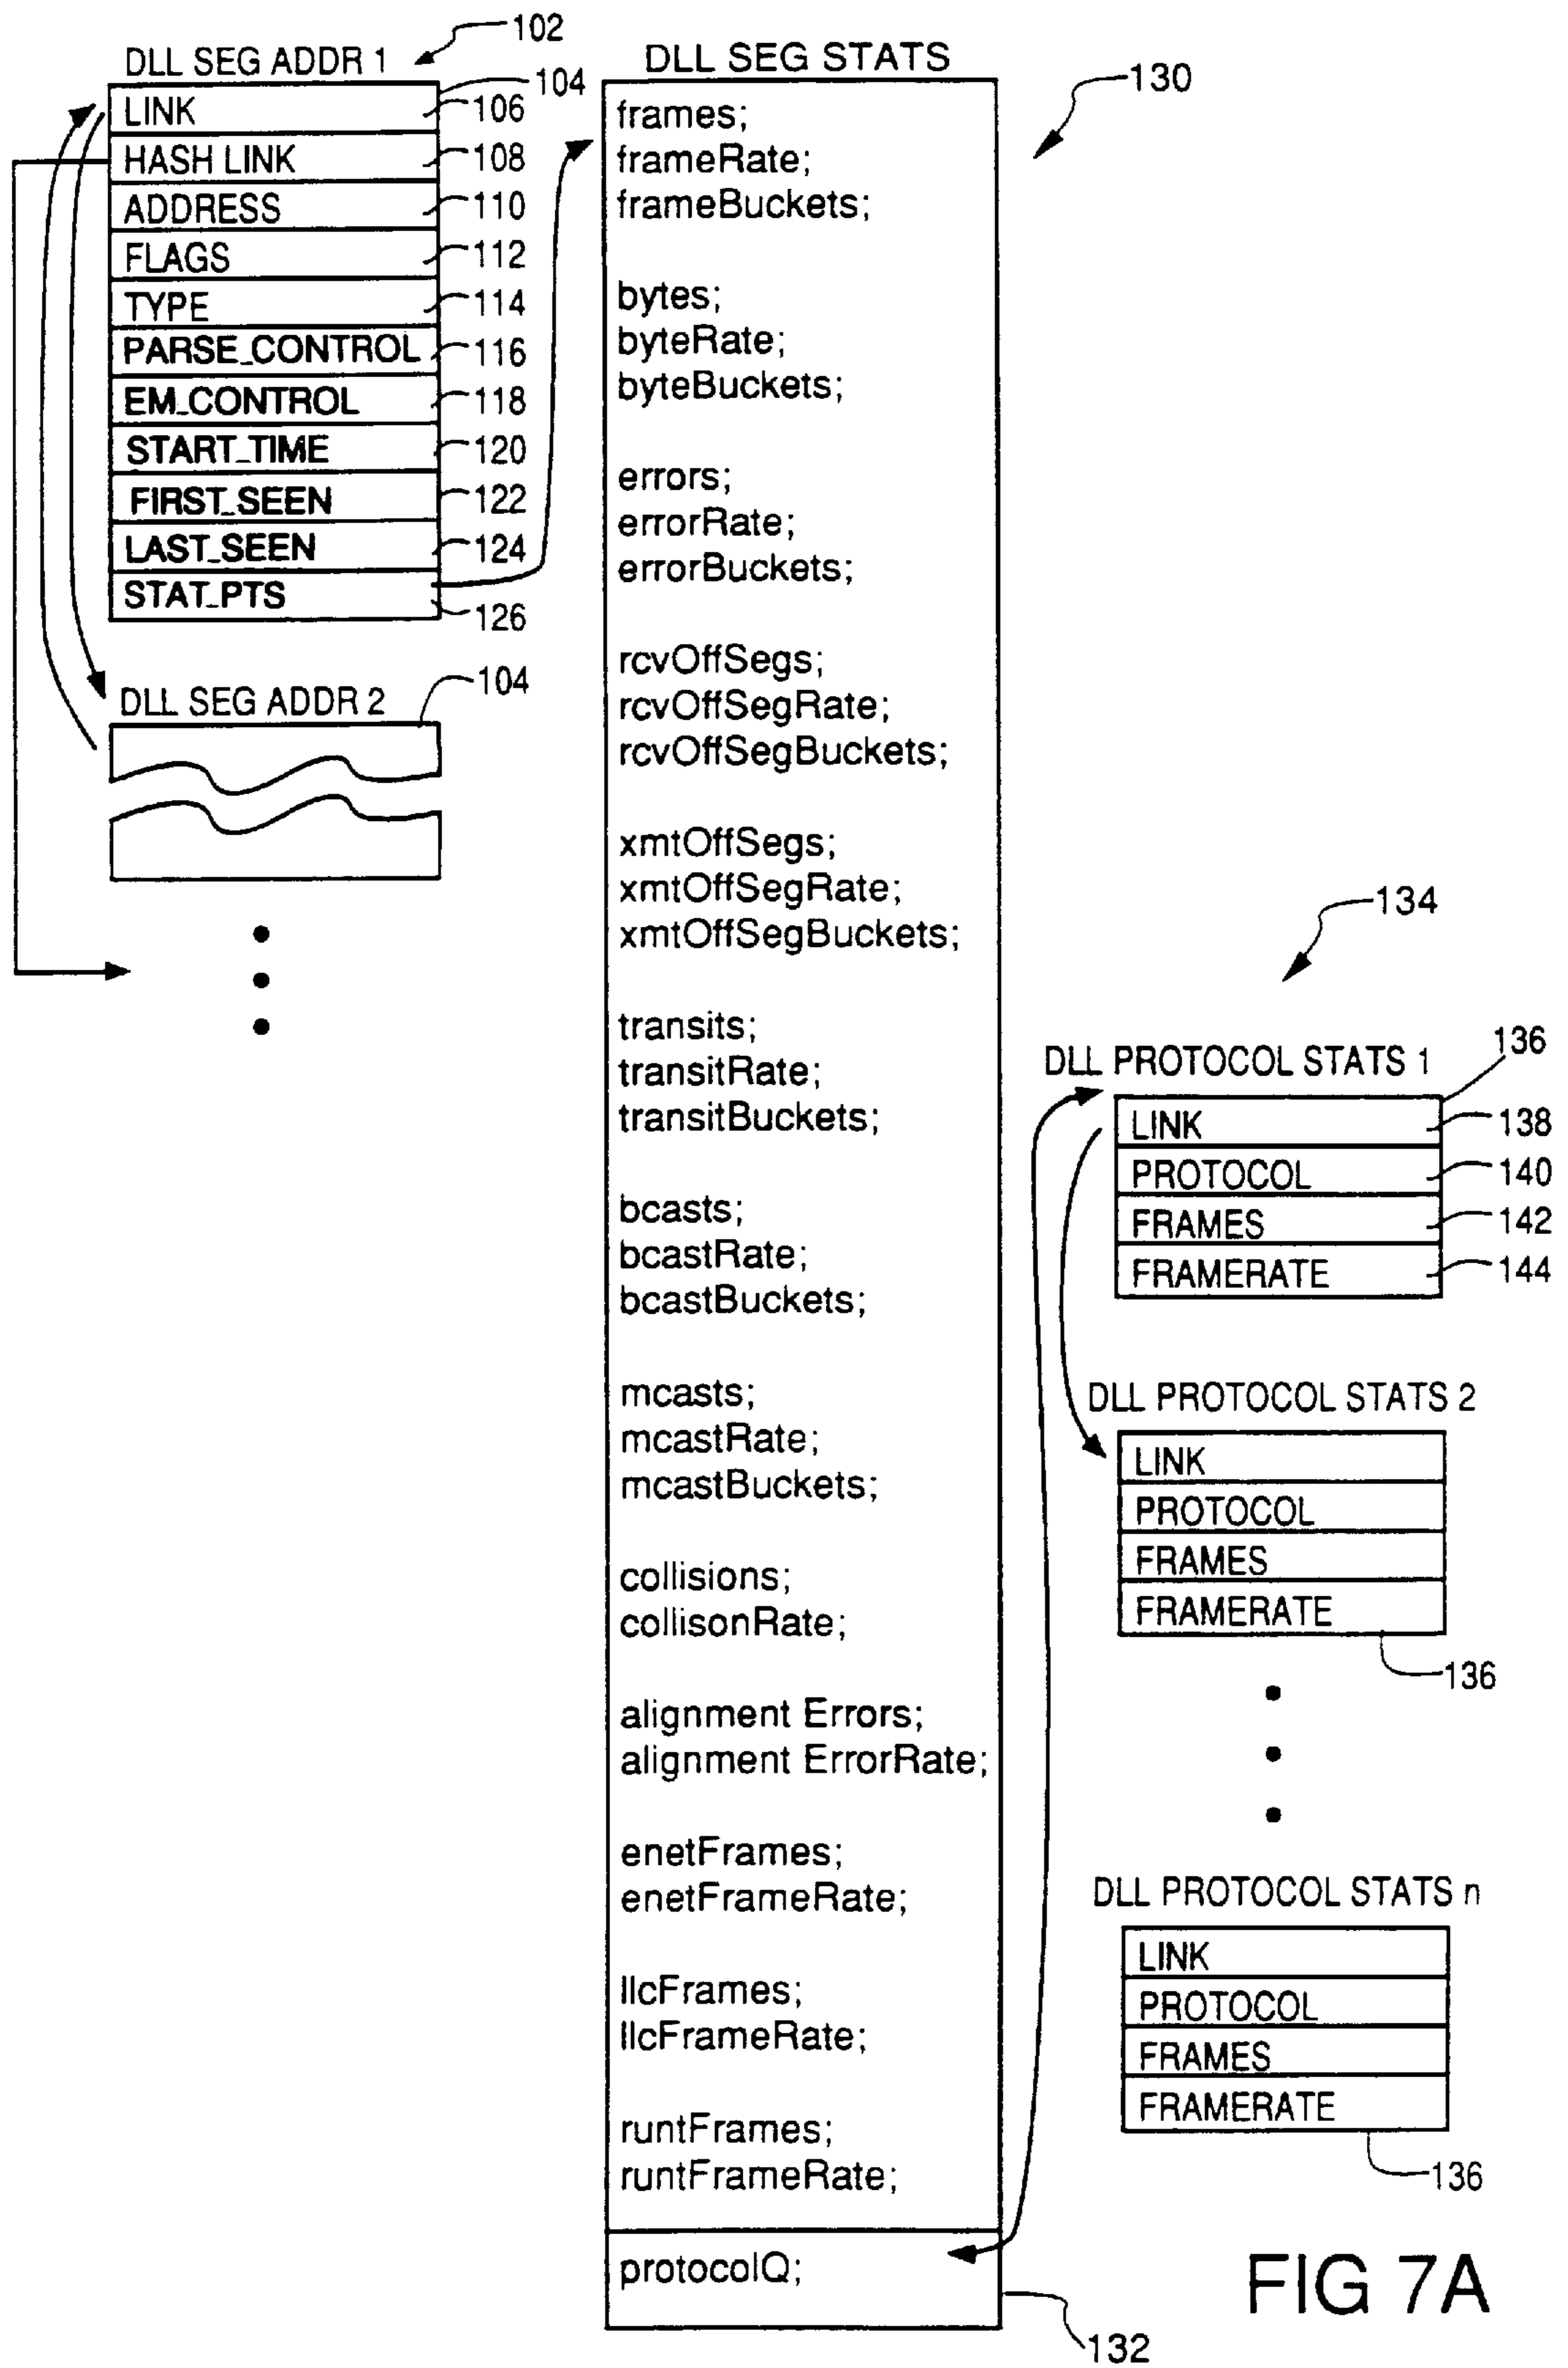 102
DLL SEG ADDR 1
104
LINK 106
HASH LINK 108
ADDRESS 110
FLAGS 112
TYPE 114
PARSE_CONTROL 116
EM_CONTROL 118
START_TIME 120
FIRST_SEEN 122
LAST_SEEN 124
STAT_PTS
126
DLL SEG ADDR 2
104
DLL SEG STATS
130
frames;
frameRate;
frameBuckets;
bytes;
byteRate;
byteBuckets;
errors;
errorRate;
errorBuckets;
rcvOffSegs;
rcvOffSegRate;
rcvOffSegBuckets;
xmtOffSegs;
xmtOffSegRate;
xmtOffSegBuckets;
transits;
transitRate;
transitBuckets;
bcasts;
bcastRate;
bcastBuckets;
mcasts;
mcastRate;
mcastBuckets;
collisions;
collisonRate;
alignment Errors;
alignment ErrorRate;
enetFrames;
enetFrameRate;
llcFrames;
llcFrameRate;
runtFrames;
runtFrameRate;
protocolQ;
132
134
DLL PROTOCOL STATS 1
136
LINK 138
PROTOCOL 140
FRAMES 142
FRAMERATE 144
DLL PROTOCOL STATS 2
LINK
PROTOCOL
FRAMES
FRAMERATE
136
DLL PROTOCOL STATS n
LINK
PROTOCOL
FRAMES
FRAMERATE
136
FIG 7A